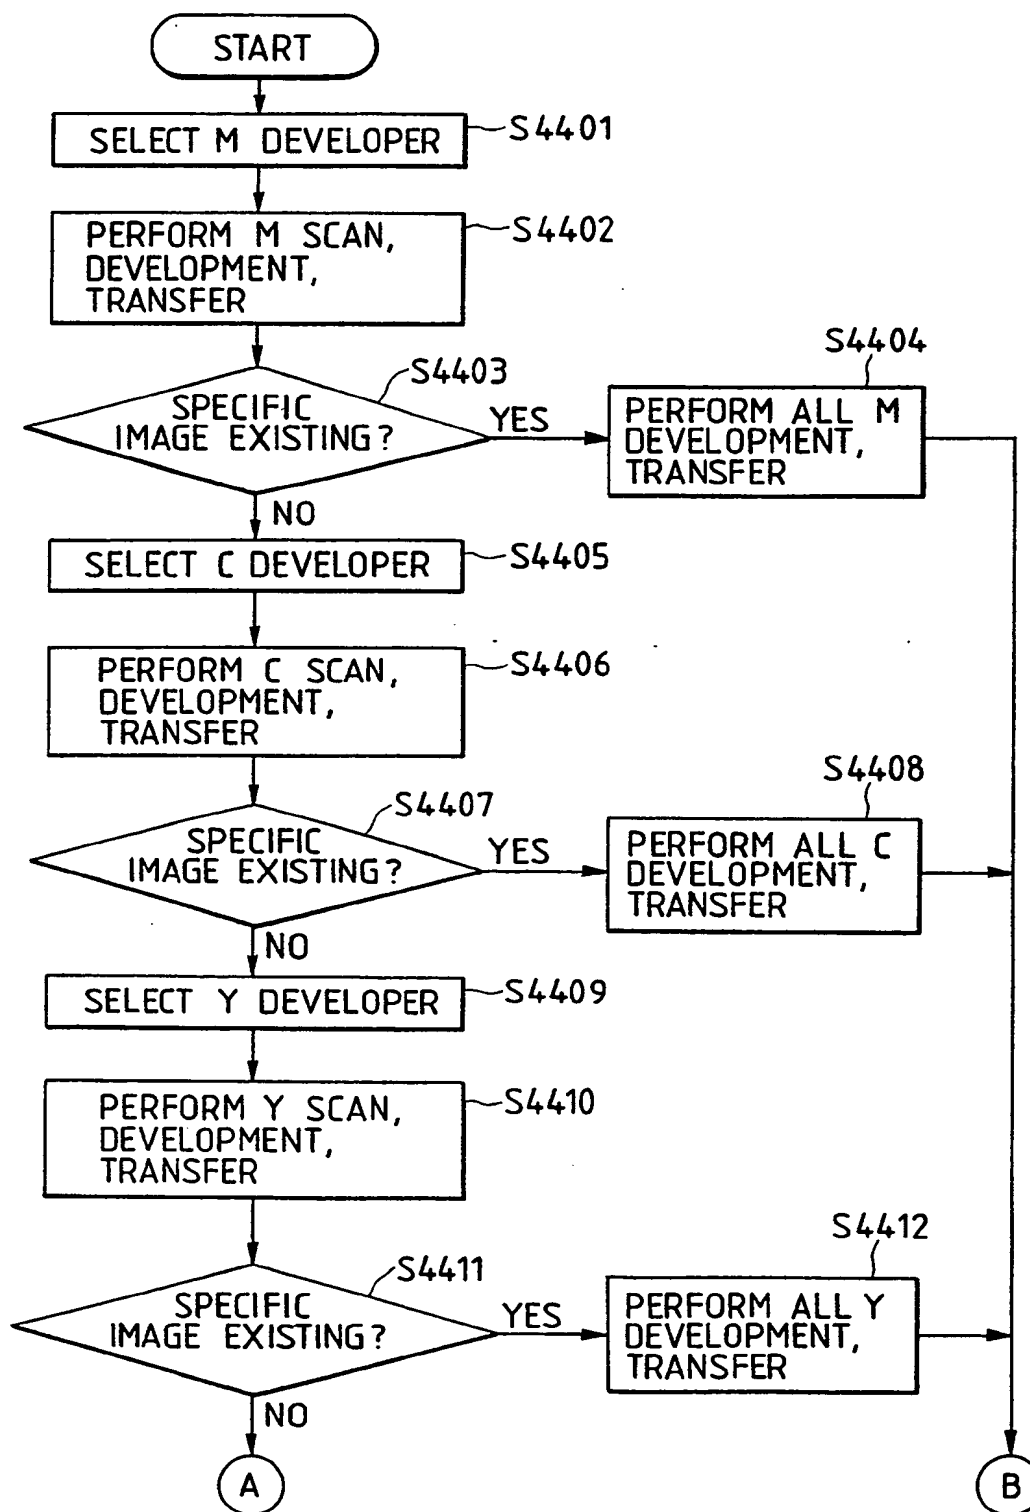 START
SELECT M DEVELOPER
S4401
PERFORM M SCAN,
DEVELOPMENT,
TRANSFER
S4402
SPECIFIC
IMAGE EXISTING?
S4403
YES
S4404
PERFORM ALL M
DEVELOPMENT,
TRANSFER
NO
SELECT C DEVELOPER
S4405
PERFORM C SCAN,
DEVELOPMENT,
TRANSFER
S4406
SPECIFIC
IMAGE EXISTING?
S4407
YES
S4408
PERFORM ALL C
DEVELOPMENT,
TRANSFER
NO
SELECT Y DEVELOPER
S4409
PERFORM Y SCAN,
DEVELOPMENT,
TRANSFER
S4410
SPECIFIC
IMAGE EXISTING?
S4411
YES
S4412
PERFORM ALL Y
DEVELOPMENT,
TRANSFER
NO
A
B